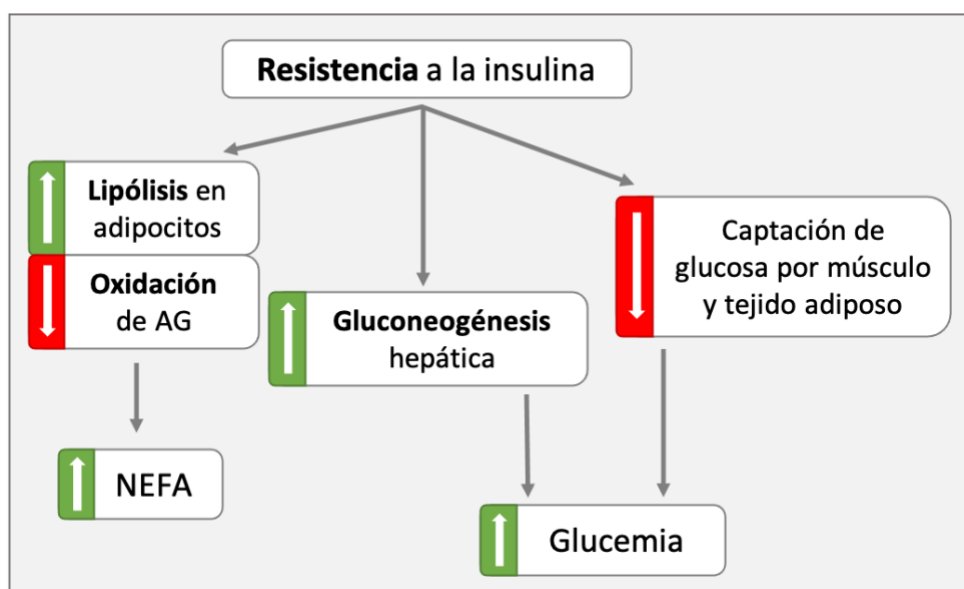 Resistencia a la insulina
Lipólisis en
adipocitos
Oxidación
de AG
NEFA
Gluconeogénesis
hepática
Captación de
glucosa por músculo
y tejido adiposo
Glucemia